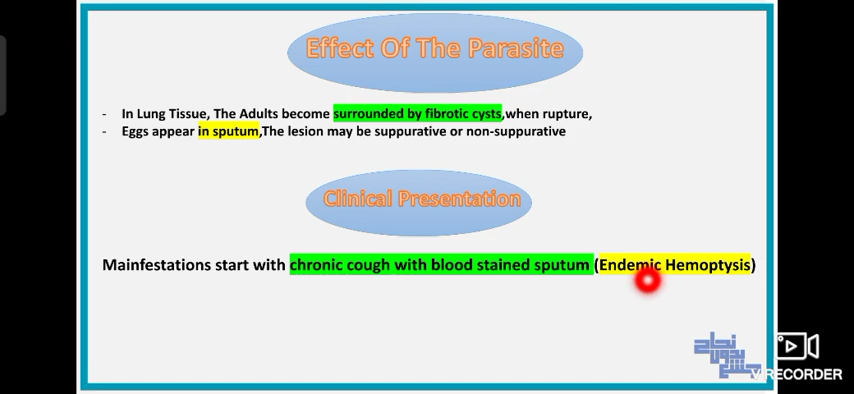 Effect Of The Parasite
- In Lung Tissue, The Adults become surrounded by fibrotic cysts,when rupture,
- Eggs appear in sputum,The lesion may be suppurative or non-suppurative
Clinical Presentation
Mainfestations start with chronic cough with blood stained sputum (Endemic Hemoptysis)
نجاح
بدون
V RECORDER